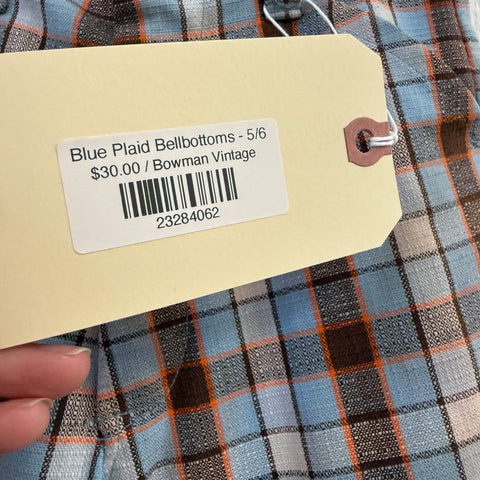 Blue Plaid Bellbottoms - 5/6
$30.00 / Bowman Vintage
23284062